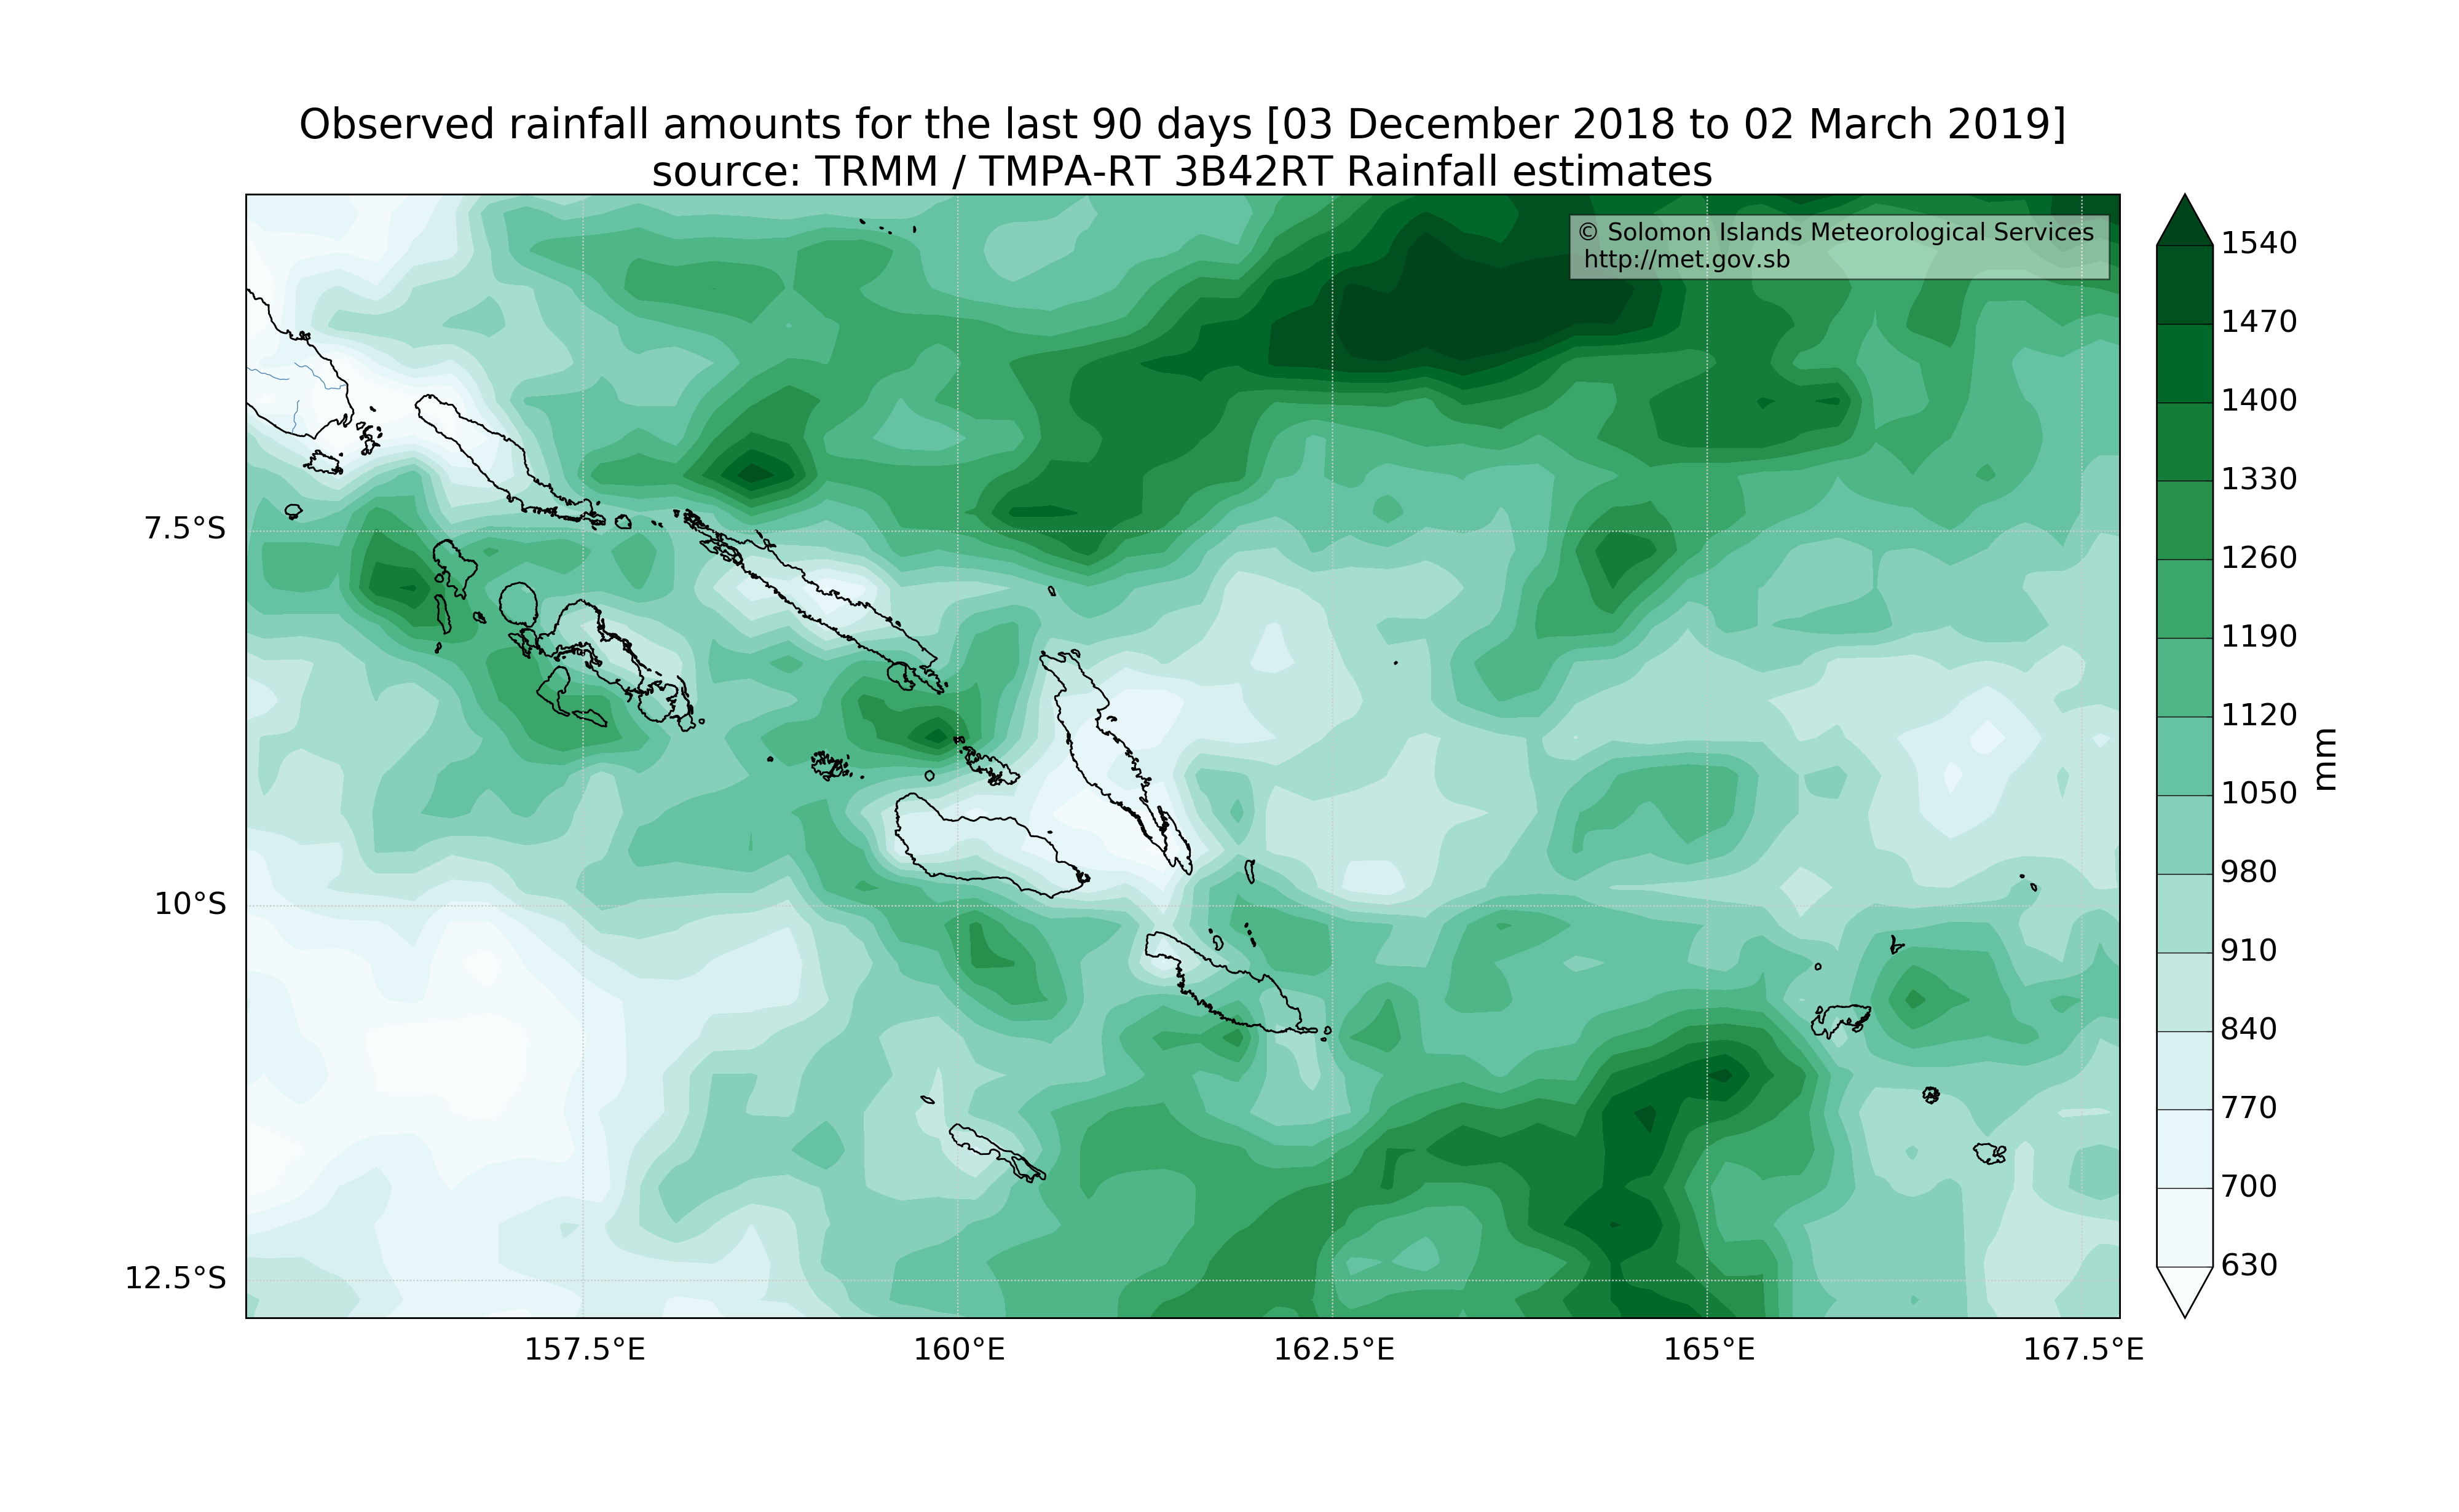 Observed rainfall amounts for the last 90 days [03 December 2018 to 02 March 2019]
source: TRMM / TMPA-RT 3B42RT Rainfall estimates
© Solomon Islands Meteorological Services
http://met.gov.sb
1540
1470
1400
1330
1260
1190
1120
1050
980
910
840
770
700
630
mm
7.5°S
10°S
12.5°S
157.5°E
160°E
162.5°E
165°E
167.5°E